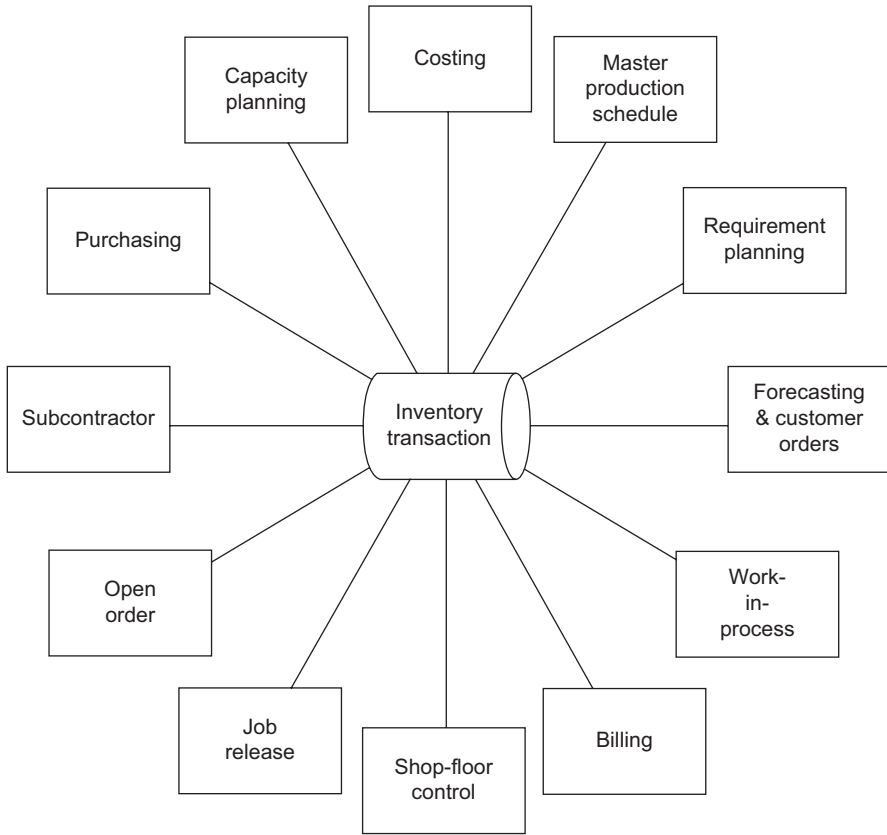 Costing
Capacity
planning
Master
production
schedule
Purchasing
Requirement
planning
Subcontractor
Inventory
transaction
Forecasting
& customer
orders
Open
order
Work-
in-
process
Job
release
Shop-floor
control
Billing